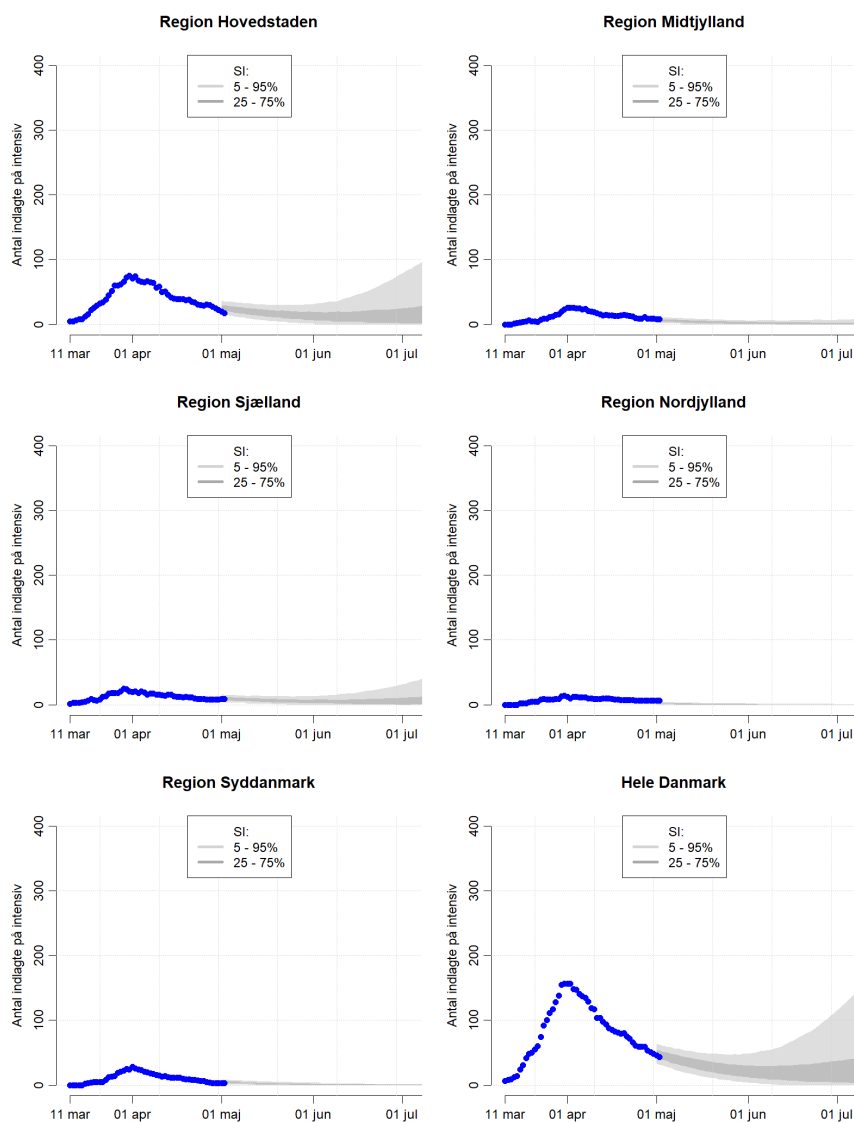 Region Hovedstaden
SI:
5 - 95%
25 - 75%
Antal indlagte på intensiv
400
300
200
100
0
11 mar 01 apr 01 maj 01 jun 01 jul
Region Midtjylland
SI:
5 - 95%
25 - 75%
Antal indlagte på intensiv
400
300
200
100
0
11 mar 01 apr 01 maj 01 jun 01 jul
Region Sjælland
SI:
5 - 95%
25 - 75%
Antal indlagte på intensiv
400
300
200
100
0
11 mar 01 apr 01 maj 01 jun 01 jul
Region Nordjylland
SI:
5 - 95%
25 - 75%
Antal indlagte på intensiv
400
300
200
100
0
11 mar 01 apr 01 maj 01 jun 01 jul
Region Syddanmark
SI:
5 - 95%
25 - 75%
Antal indlagte på intensiv
400
300
200
100
0
11 mar 01 apr 01 maj 01 jun 01 jul
Hele Danmark
SI:
5 - 95%
25 - 75%
Antal indlagte på intensiv
400
300
200
100
0
11 mar 01 apr 01 maj 01 jun 01 jul